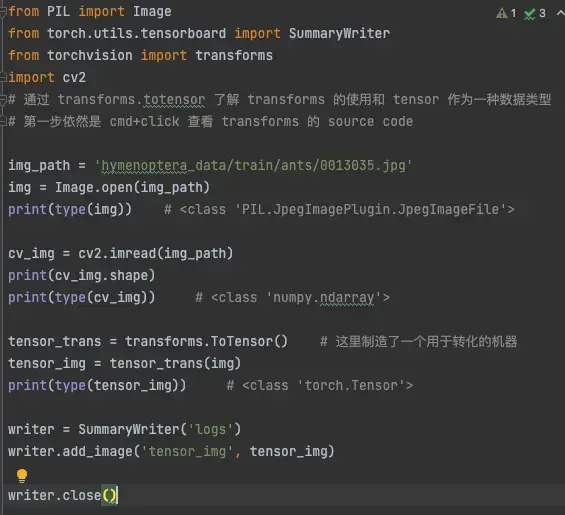 from PIL import Image
from torch.utils.tensorboard import SummaryWriter
from torchvision import transforms
import cv2
# 通过 transforms.totensor 了解 transforms 的使用和 tensor 作为一种数据类型
# 第一步依然是 cmd+click 查看 transforms 的 source code
img_path = 'hymenoptera_data/train/ants/0013035.jpg'
img = Image.open(img_path)
print(type(img))    # <class 'PIL.JpegImagePlugin.JpegImageFile'>
cv_img = cv2.imread(img_path)
print(cv_img.shape)
print(type(cv_img))     # <class 'numpy.ndarray'>
tensor_trans = transforms.ToTensor()    # 这里制造了一个用于转化的机器
tensor_img = tensor_trans(img)
print(type(tensor_img))     # <class 'torch.Tensor'>
writer = SummaryWriter('logs')
writer.add_image('tensor_img', tensor_img)
writer.close()
1 3